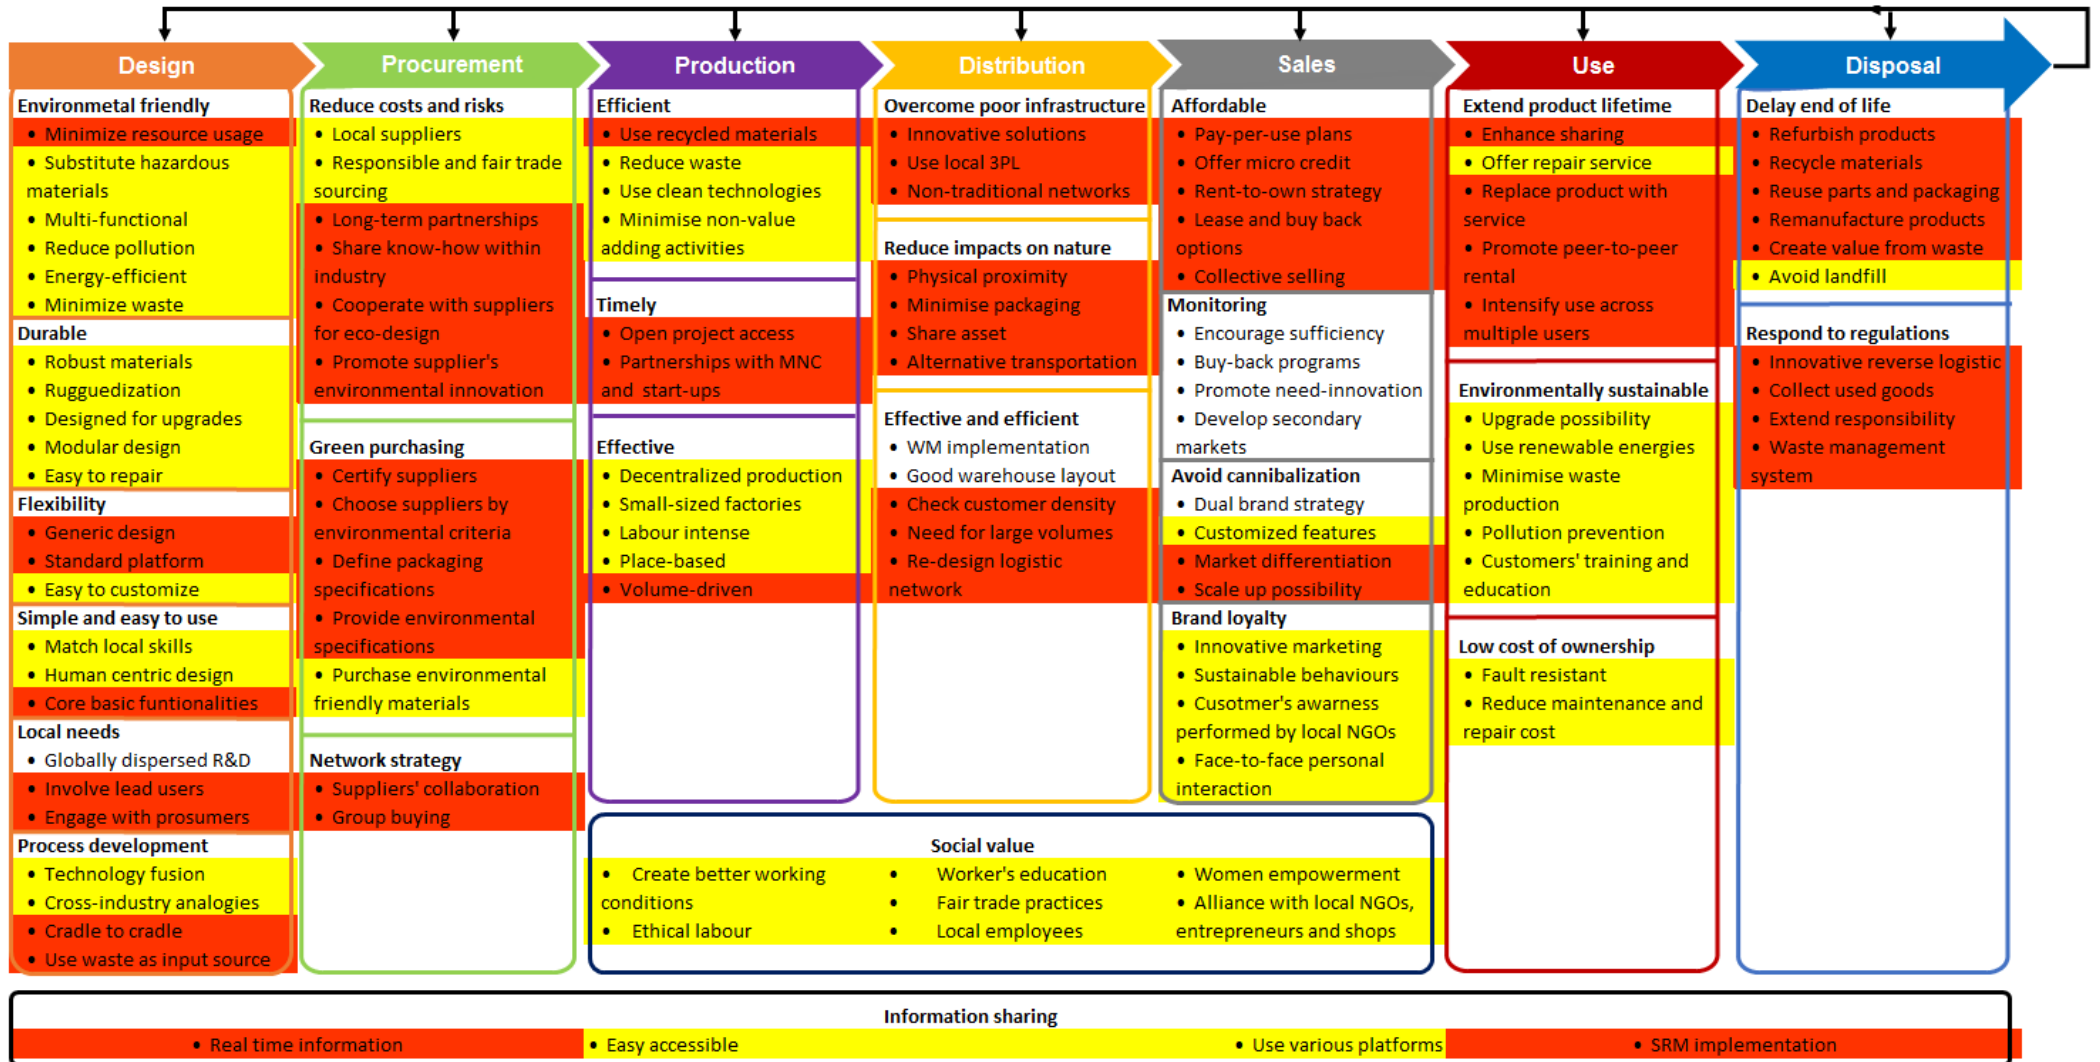 Design
Procurement
Production
Distribution
Sales
Use
Disposal
Environmetal friendly
• Minimize resource usage
• Substitute hazardous
materials
• Multi-functional
• Reduce pollution
• Energy-efficient
• Minimize waste
Durable
• Robust materials
• Rugguedization
• Designed for upgrades
• Modular design
• Easy to repair
Flexibility
• Generic design
• Standard platform
• Easy to customize
Simple and easy to use
• Match local skills
• Human centric design
• Core basic funtionalities
Local needs
• Globally dispersed R&D
• Involve lead users
• Engage with prosumers
Process development
• Technology fusion
• Cross-industry analogies
• Cradle to cradle
• Use waste as input source
Reduce costs and risks
• Local suppliers
• Responsible and fair trade
sourcing
• Long-term partnerships
• Share know-how within
industry
• Cooperate with suppliers
for eco-design
• Promote supplier's
environmental innovation
Green purchasing
• Certify suppliers
• Choose suppliers by
environmental criteria
• Define packaging
specifications
• Provide environmental
specifications
• Purchase environmental
friendly materials
Network strategy
• Suppliers' collaboration
• Group buying
Efficient
• Use recycled materials
• Reduce waste
• Use clean technologies
• Minimise non-value
adding activities
Timely
• Open project access
• Partnerships with MNC
and start-ups
Effective
• Decentralized production
• Small-sized factories
• Labour intense
• Place-based
• Volume-driven
Overcome poor infrastructure
• Innovative solutions
• Use local 3PL
• Non-traditional networks
Reduce impacts on nature
• Physical proximity
• Minimise packaging
• Share asset
• Alternative transportation
Effective and efficient
• WM implementation
• Good warehouse layout
• Check customer density
• Need for large volumes
• Re-design logistic
network
Affordable
• Pay-per-use plans
• Offer micro credit
• Rent-to-own strategy
• Lease and buy back
options
• Collective selling
Monitoring
• Encourage sufficiency
• Buy-back programs
• Promote need-innovation
• Develop secondary
markets
Avoid cannibalization
• Dual brand strategy
• Customized features
• Market differentiation
• Scale up possibility
Brand loyalty
• Innovative marketing
• Sustainable behaviours
• Cusotmer's awarness
performed by local NGOs
• Face-to-face personal
interaction
Extend product lifetime
• Enhance sharing
• Offer repair service
• Replace product with
service
• Promote peer-to-peer
rental
• Intensify use across
multiple users
Environmentally sustainable
• Upgrade possibility
• Use renewable energies
• Minimise waste
production
• Pollution prevention
• Customers' training and
education
Low cost of ownership
• Fault resistant
• Reduce maintenance and
repair cost
Delay end of life
• Refurbish products
• Recycle materials
• Reuse parts and packaging
• Remanufacture products
• Create value from waste
• Avoid landfill
Respond to regulations
• Innovative reverse logistic
• Collect used goods
• Extend responsibility
• Waste management
system
Social value
• Create better working
conditions
• Ethical labour
• Worker's education
• Fair trade practices
• Local employees
• Women empowerment
• Alliance with local NGOs,
entrepreneurs and shops
Information sharing
• Real time information
• Easy accessible
• Use various platforms
• SRM implementation